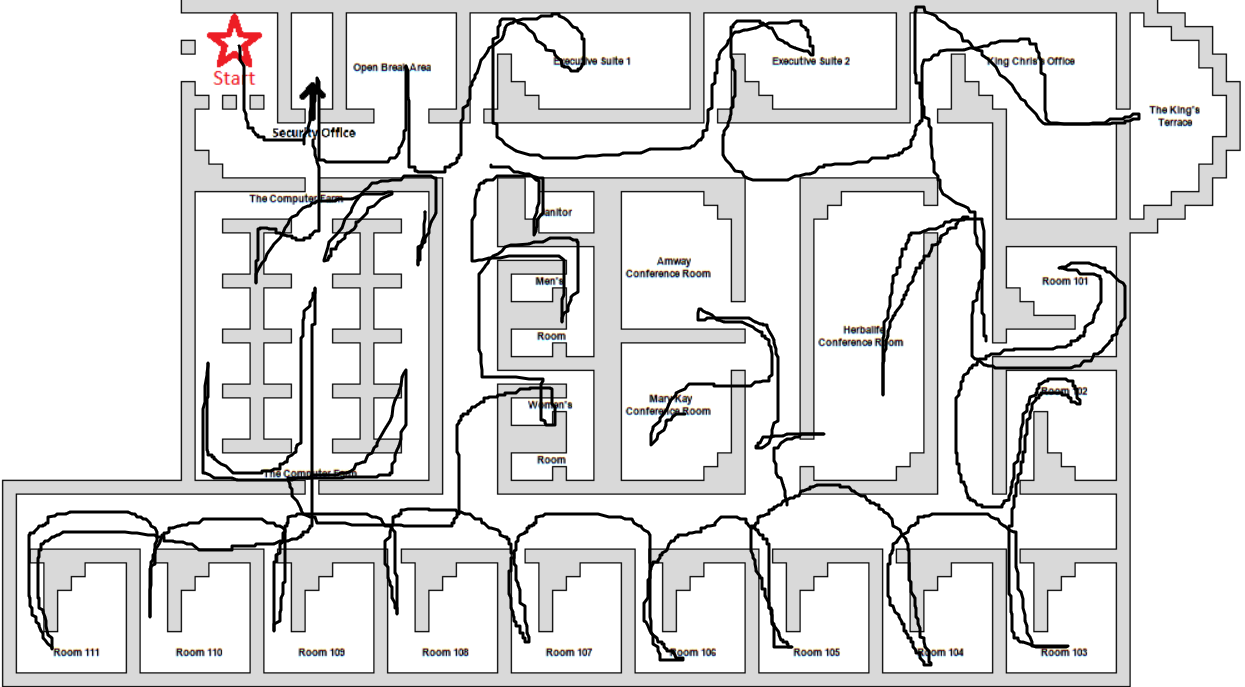 Start
Open Break Area
Executive Suite 1
Executive Suite 2
King Chris's Office
The King's
Terrace
Security Office
The Computer Farm
Janitor
Amway
Conference Room
Men's
Room
Room 101
Herbalife
Conference Room
Women's
Room
Mary Kay
Conference Room
Room 102
The Computer Farm
Room 111
Room 110
Room 109
Room 108
Room 107
Room 106
Room 105
Room 104
Room 103